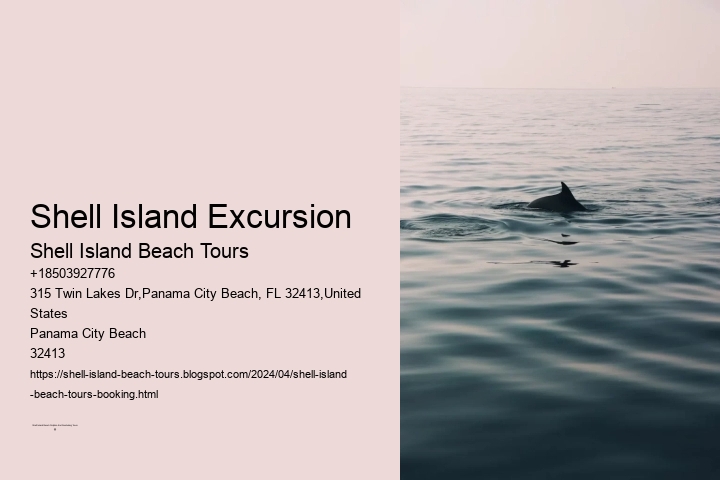 Shell Island Excursion
Shell Island Beach Tours
+18503927776
315 Twin Lakes Dr,Panama City Beach, FL 32413,United
States
Panama City Beach
32413
https://shell-island-beach-tours.blogspot.com/2024/04/shell-island
-beach-tours-booking.html